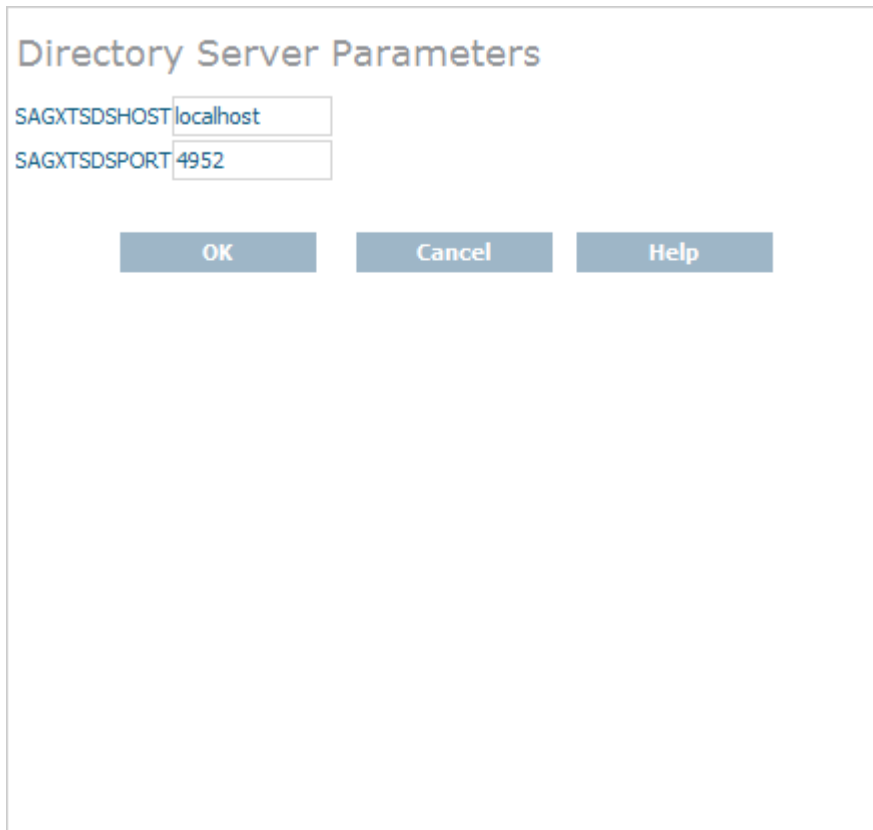 Directory Server Parameters
SAGXTSDSHOST localhost
SAGXTSDSPORT 4952
OK Cancel Help